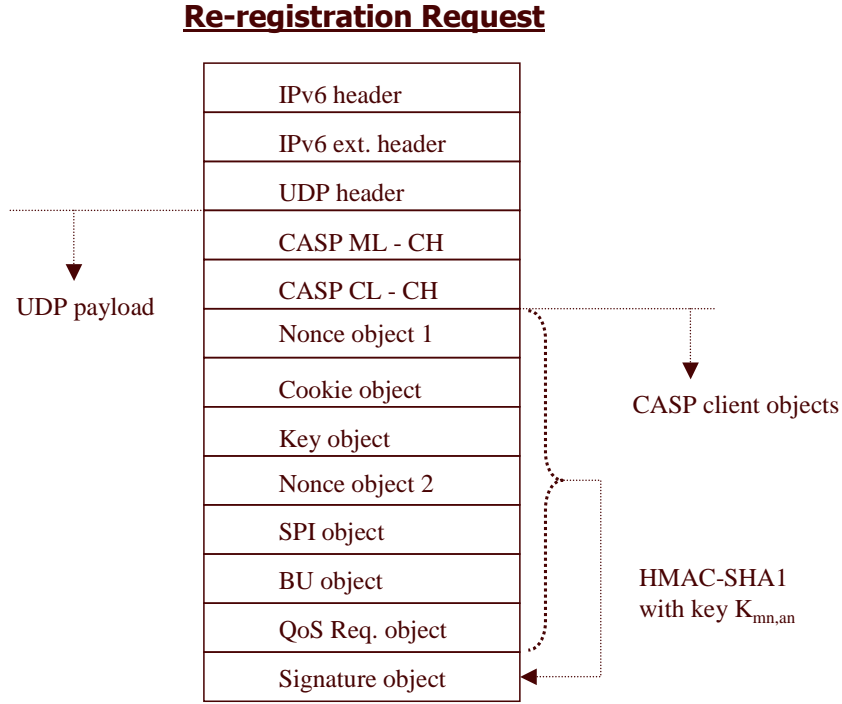 Re-registration Request
IPv6 header
IPv6 ext. header
UDP header
CASP ML - CH
CASP CL - CH
Nonce object 1
Cookie object
Key object
Nonce object 2
SPI object
BU object
QoS Req. object
Signature object
UDP payload
CASP client objects
HMAC-SHA1
with key Kmn,an